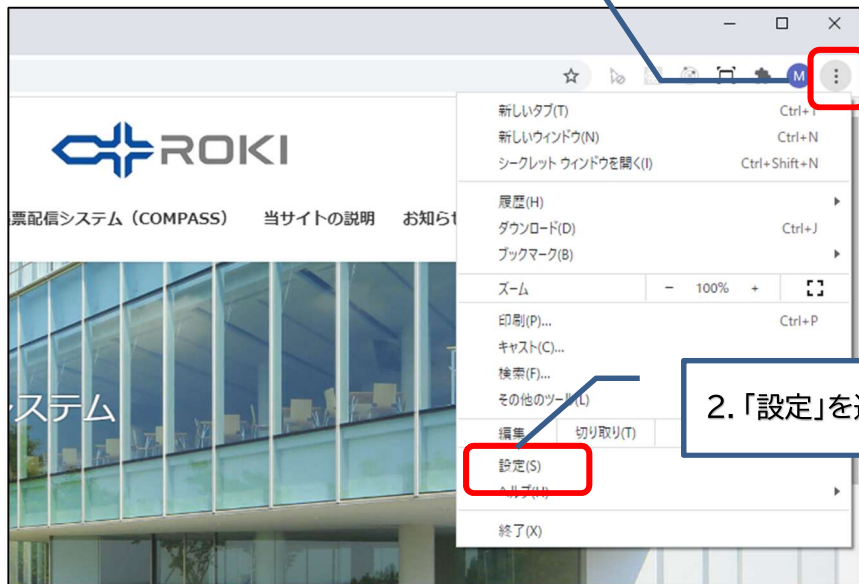 M
新しいタブ(T) Ctrl+T
新しいウィンドウ(N) Ctrl+N
シークレット ウィンドウを開く(I) Ctrl+Shift+N
ROKI
票配信システム（COMPASS） 当サイトの説明 お知らせ
履歴(H)
ダウンロード(D) Ctrl+J
ブックマーク(B)
ズーム - 100% +
印刷(P)... Ctrl+P
キャスト(C)...
検索(F)...
その他のツール(L)
ステム
2.「設定」を
編集 切り取り(T)
設定(S)
ヘルプ(H)
終了(X)